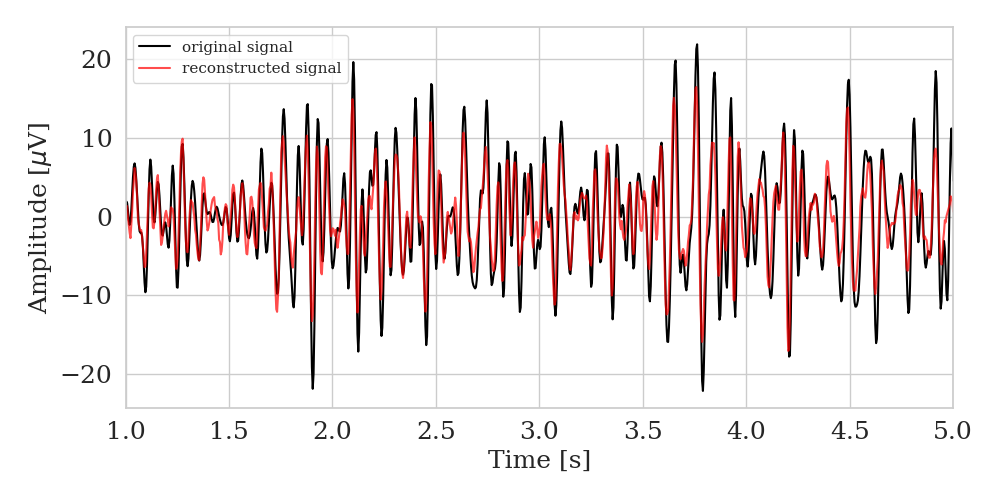 original signal
reconstructed signal
Amplitude [μV]
20
10
0
−10
−20
1.0 1.5 2.0 2.5 3.0 3.5 4.0 4.5 5.0
Time [s]